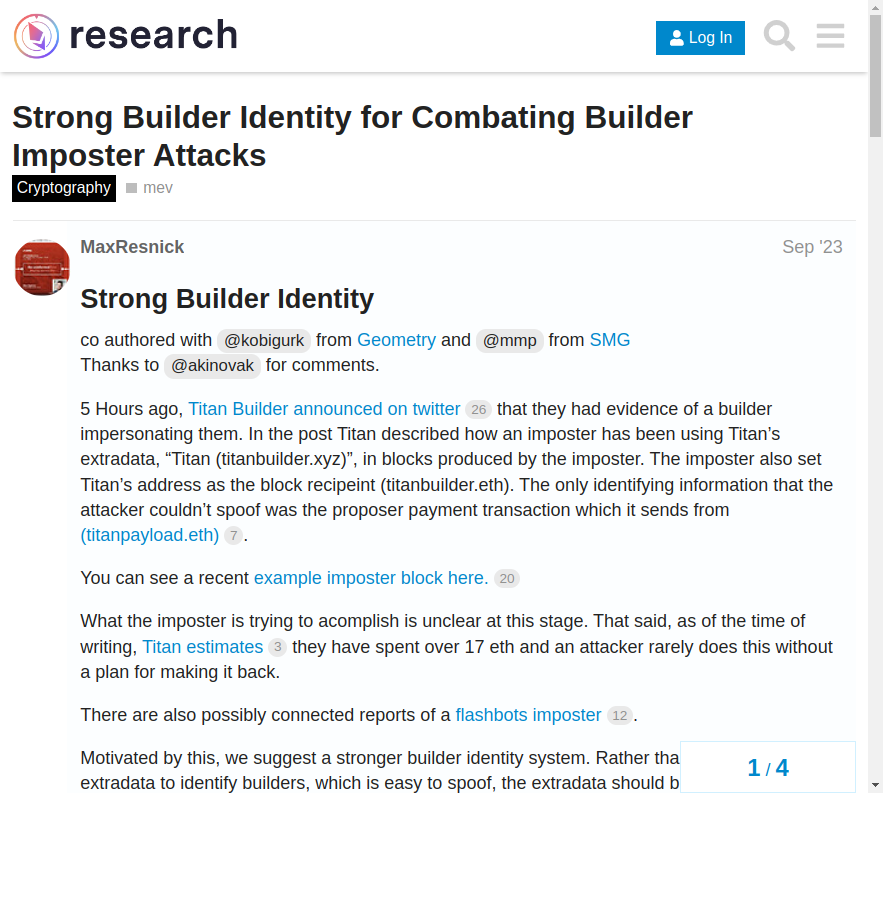 research
Log In
Strong Builder Identity for Combating Builder
Imposter Attacks
Cryptography mev
MaxResnick Sep '23
Strong Builder Identity
co authored with @kobigurk from Geometry and @mmp from SMG
Thanks to @akinovak for comments.
5 Hours ago, Titan Builder announced on twitter 26 that they had evidence of a builder
impersonating them. In the post Titan described how an imposter has been using Titan’s
extradata, “Titan (titanbuilder.xyz)”, in blocks produced by the imposter. The imposter also set
Titan’s address as the block recipeint (titanbuilder.eth). The only identifying information that the
attacker couldn’t spoof was the proposer payment transaction which it sends from
(titanpayload.eth) 7.
You can see a recent example imposter block here. 20
What the imposter is trying to acomplish is unclear at this stage. That said, as of the time of
writing, Titan estimates 3 they have spent over 17 eth and an attacker rarely does this without
a plan for making it back.
There are also possibly connected reports of a flashbots imposter 12.
Motivated by this, we suggest a stronger builder identity system. Rather tha
extradata to identify builders, which is easy to spoof, the extradata should b
1 / 4